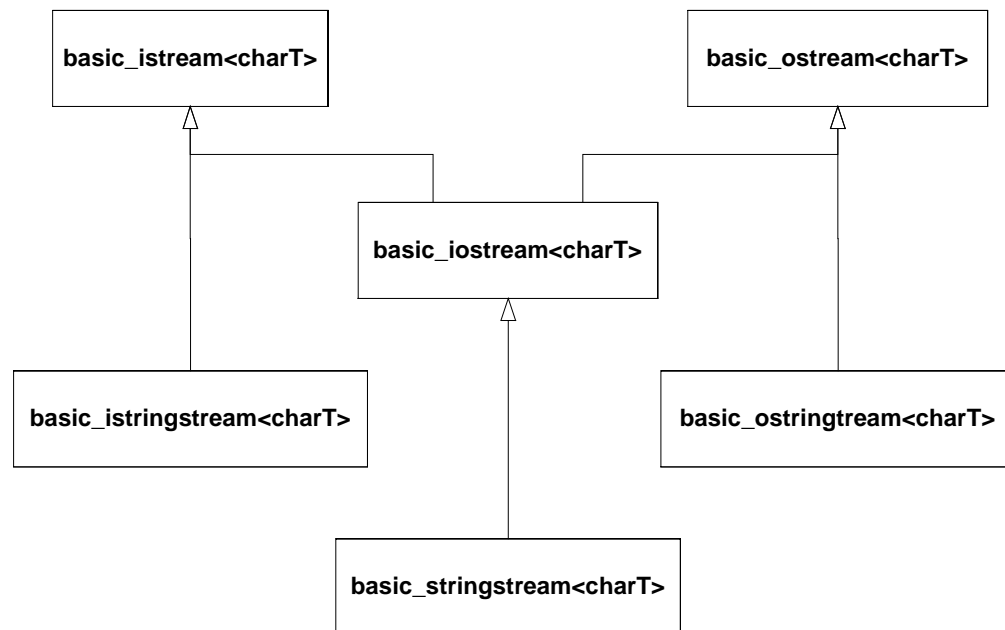 basic_istream<charT>
basic_ostream<charT>
basic_iostream<charT>
basic_istringstream<charT>
basic_ostringtream<charT>
basic_stringstream<charT>